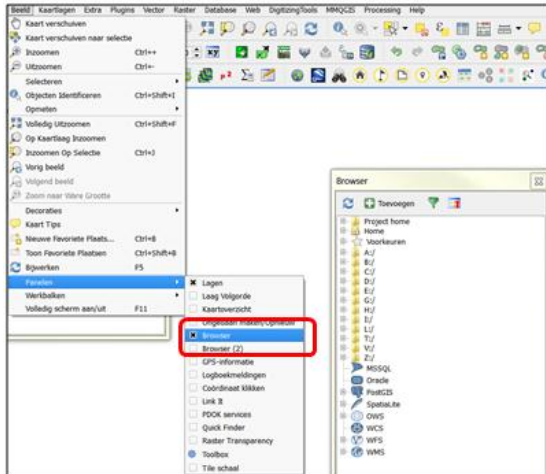 Beeld Kaartlagen Extra Plugins Vector Raster Database Web DigitizingTools MMQGIS Processing Help
Kaart verschuiven
Kaart verschuiven naar selectie
Inzoomen Ctrl++
Uitzoomen Ctrl+-
Selecteren
Objecten Identificeren Ctrl+Shift+I
Opmeten
Volledig Uitzoomen Ctrl+Shift+F
Op Kaartlaag Inzoomen
Inzoomen Op Selectie Ctrl+J
Vorig beeld
Volgend beeld
Zoom naar Ware Grootte
Decoraties
Kaart Tips
Nieuwe Favoriete Plaats... Ctrl+B
Toon Favoriete Plaatsen Ctrl+Shift+B
Bijwerken F5
Panelen
Werkbalken
Volledig scherm aan/uit F11
Lagen
Laag Volgorde
Kaartoverzicht
Ongedaan maken/Opnieuw
Browser
Browser (2)
GPS-informatie
Logboekmeldingen
Coördinaat klikken
Link It
PDOK services
Quick Finder
Raster Transparency
Toolbox
Tile schaal
Browser
Toevoegen
Project home
Home
Voorkeuren
A:/
B:/
C:/
D:/
E:/
G:/
H:/
I:/
L:/
T:/
V:/
Z:/
MSSQL
Oracle
PostGIS
SpatiaLite
OWS
WCS
WFS
WMS